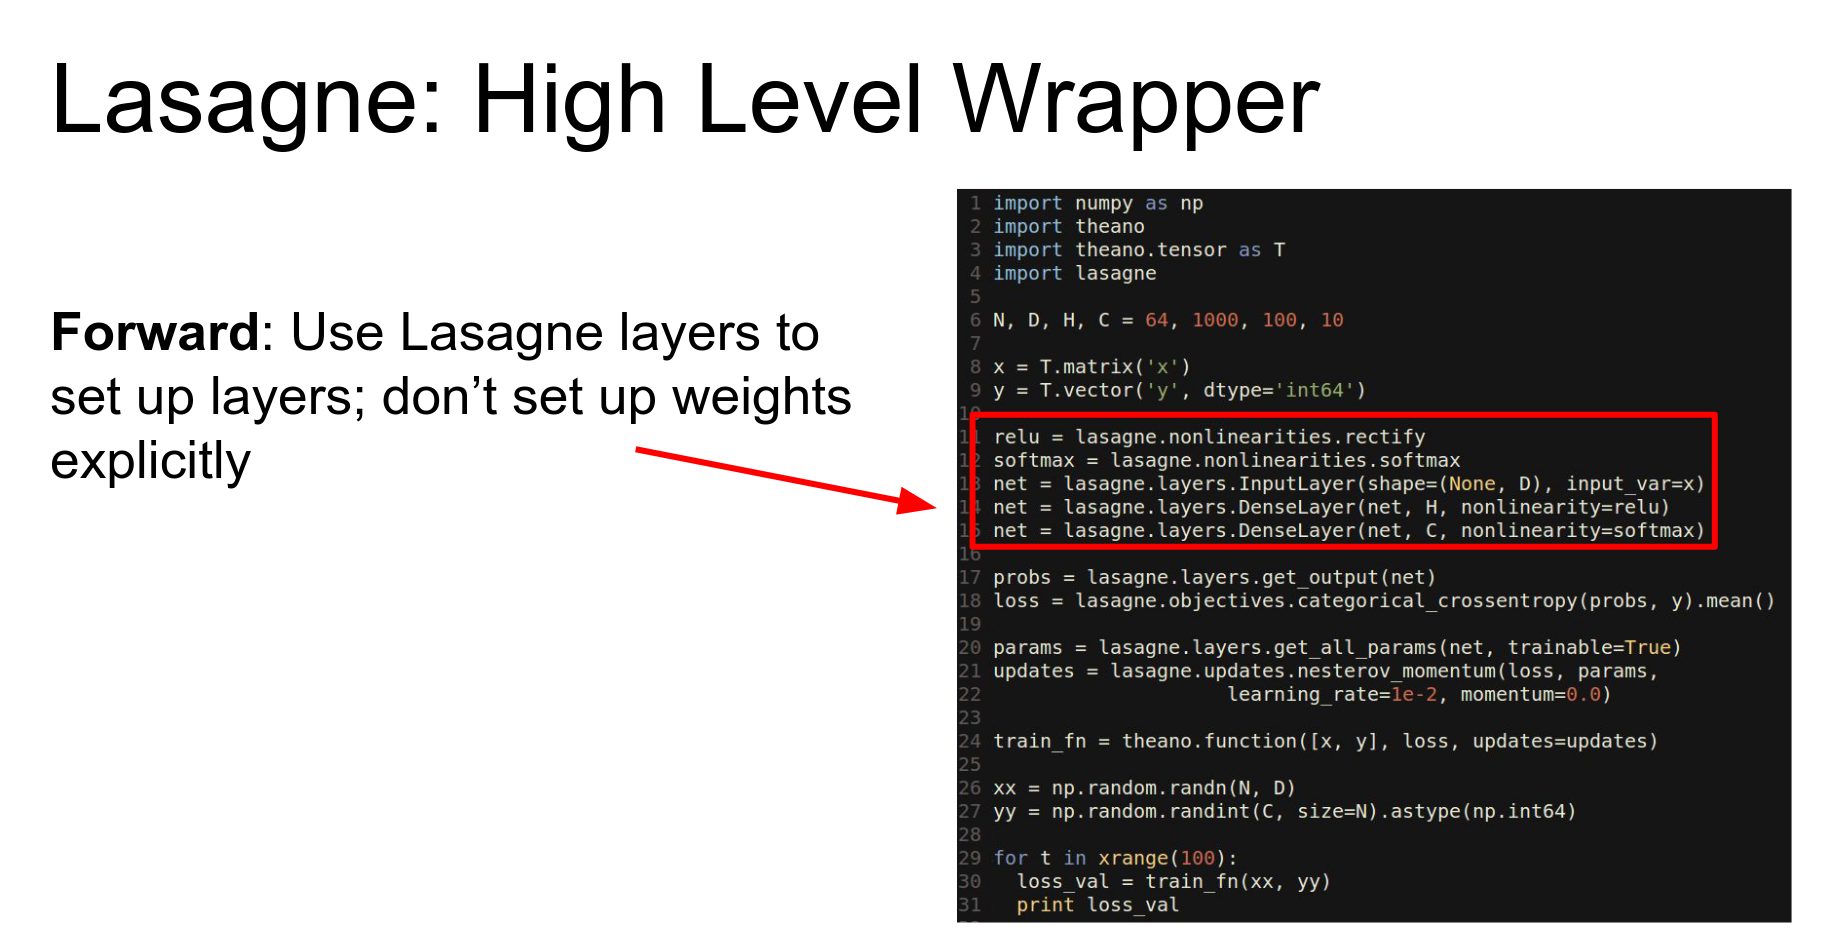 Lasagne: High Level Wrapper
Forward: Use Lasagne layers to
set up layers; don’t set up weights
explicitly
1 import numpy as np
2 import theano
3 import theano.tensor as T
4 import lasagne
5
6 N, D, H, C = 64, 1000, 100, 10
7
8 x = T.matrix('x')
9 y = T.vector('y', dtype='int64')
10
11 relu = lasagne.nonlinearities.rectify
12 softmax = lasagne.nonlinearities.softmax
13 net = lasagne.layers.InputLayer(shape=(None, D), input_var=x)
14 net = lasagne.layers.DenseLayer(net, H, nonlinearity=relu)
15 net = lasagne.layers.DenseLayer(net, C, nonlinearity=softmax)
16
17 probs = lasagne.layers.get_output(net)
18 loss = lasagne.objectives.categorical_crossentropy(probs, y).mean()
19
20 params = lasagne.layers.get_all_params(net, trainable=True)
21 updates = lasagne.updates.nesterov_momentum(loss, params,
22                     learning_rate=1e-2, momentum=0.0)
23
24 train_fn = theano.function([x, y], loss, updates=updates)
25
26 xx = np.random.randn(N, D)
27 yy = np.random.randint(C, size=N).astype(np.int64)
28
29 for t in xrange(100):
30   loss_val = train_fn(xx, yy)
31   print loss_val